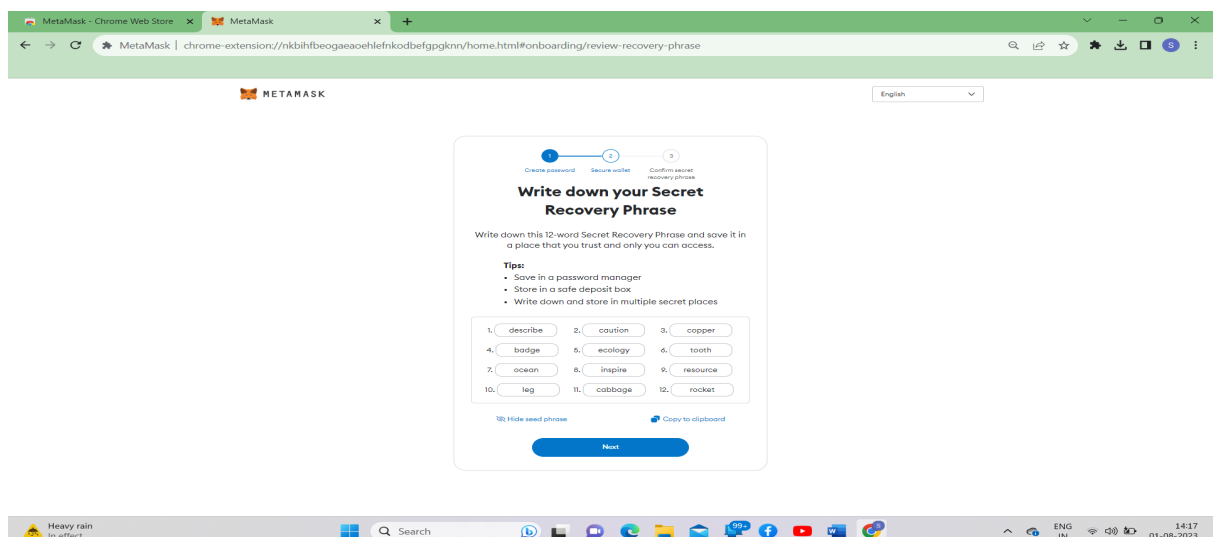 MetaMask - Chrome Web Store
MetaMask
MetaMask | chrome-extension://nkbihfbeogaeaoehlefnkodbefgpgknn/home.html#onboarding/review-recovery-phrase
S
METAMASK
English
1 2 3
Create password Secure wallet Confirm secret recovery phrase
Write down your Secret
Recovery Phrase
Write down this 12-word Secret Recovery Phrase and save it in
a place that you trust and only you can access.
Tips:
• Save in a password manager
• Store in a safe deposit box
• Write down and store in multiple secret places
1. describe 2. caution 3. copper
4. badge 5. ecology 6. tooth
7. ocean 8. inspire 9. resource
10. leg 11. cabbage 12. rocket
Hide seed phrase Copy to clipboard
Next
Heavy rain
In effect
Search
99+
ENG
IN
14:17
01-08-2023